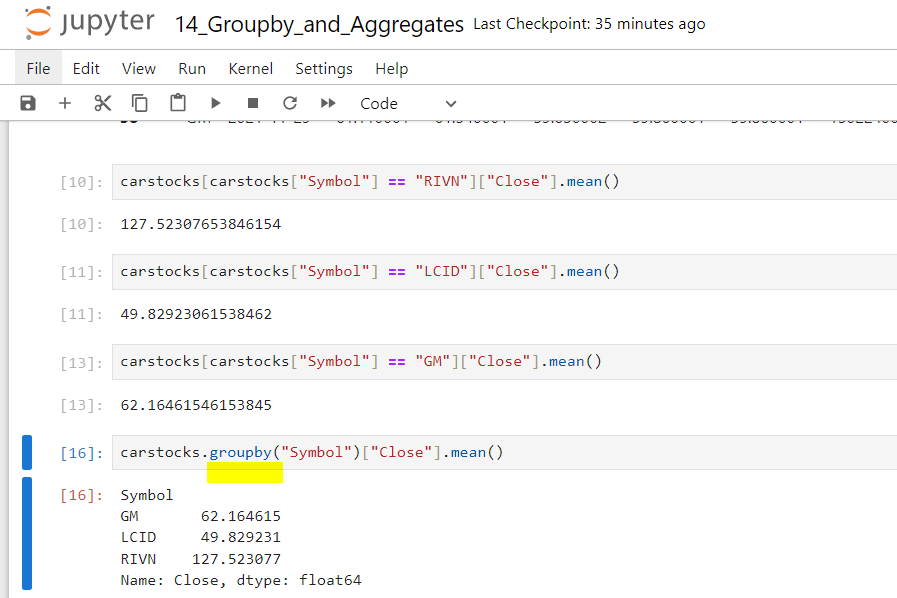 jupyter 14_Groupby_and_Aggregates Last Checkpoint: 35 minutes ago
File Edit View Run Kernel Settings Help
Code
[10]: carstocks[carstocks["Symbol"] == "RIVN"]["Close"].mean()
[10]: 127.52307653846154
[11]: carstocks[carstocks["Symbol"] == "LCID"]["Close"].mean()
[11]: 49.82923061538462
[13]: carstocks[carstocks["Symbol"] == "GM"]["Close"].mean()
[13]: 62.16461546153845
[16]: carstocks.groupby("Symbol")["Close"].mean()
[16]: Symbol
GM 62.164615
LCID 49.829231
RIVN 127.523077
Name: Close, dtype: float64